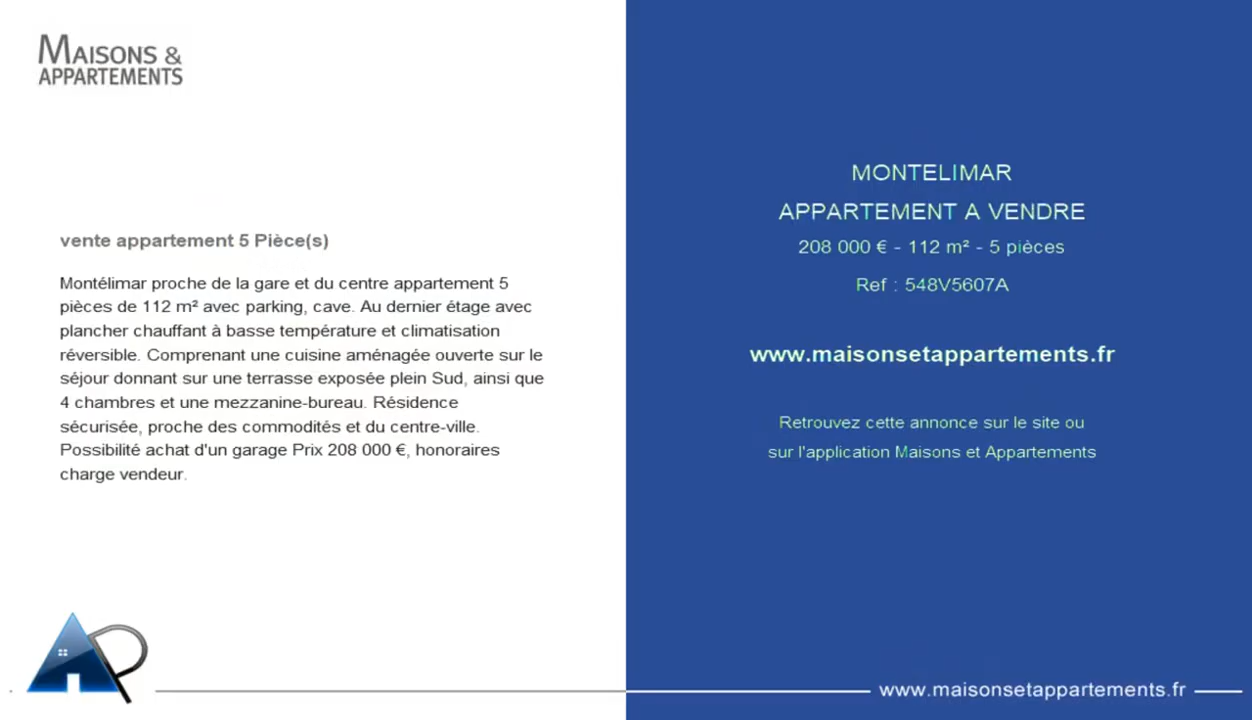 MAISONS &
APPARTEMENTS
vente appartement 5 Pièce(s)
Montélimar proche de la gare et du centre appartement 5
pièces de 112 m² avec parking, cave. Au dernier étage avec
plancher chauffant à basse température et climatisation
réversible. Comprenant une cuisine aménagée ouverte sur le
séjour donnant sur une terrasse exposée plein Sud, ainsi que
4 chambres et une mezzanine-bureau. Résidence
sécurisée, proche des commodités et du centre-ville.
Possibilité achat d'un garage Prix 208 000 €, honoraires
charge vendeur.
MONTELIMAR
APPARTEMENT A VENDRE
208 000 € - 112 m² - 5 pièces
Ref : 548V5607A
www.maisonsetappartements.fr
Retrouvez cette annonce sur le site ou
sur l'application Maisons et Appartements
www.maisonsetappartements.fr